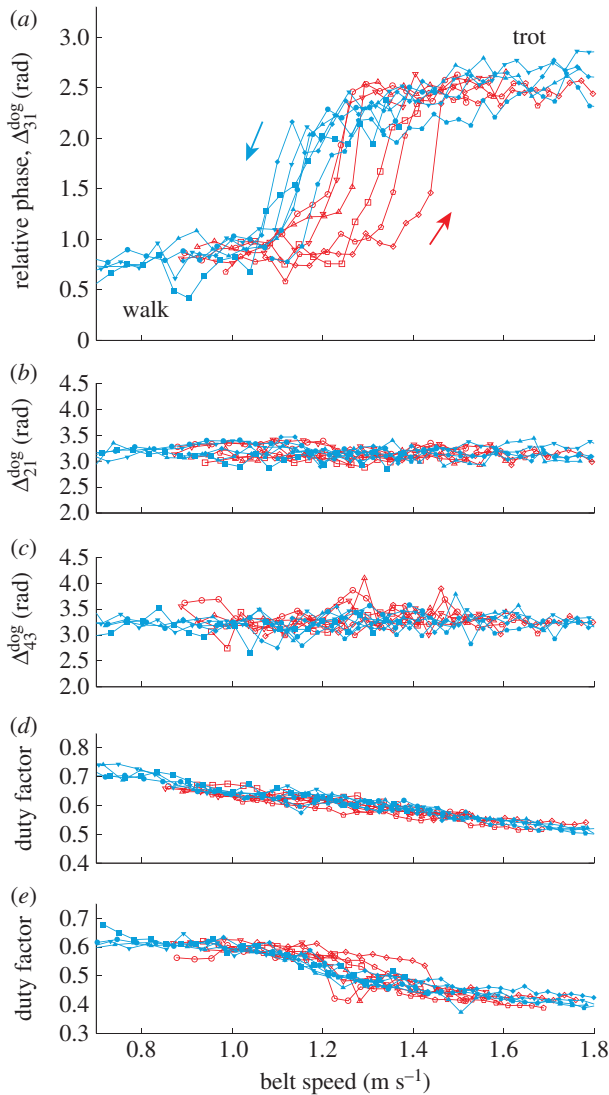 (a)
3.0
2.5
2.0
1.5
1.0
0.5
0
relative phase, Δ₃₁ᵈᵒᵍ (rad)
trot
walk
(b)
4.5
4.0
3.5
3.0
2.5
2.0
Δ₂₁ᵈᵒᵍ (rad)
(c)
4.5
4.0
3.5
3.0
2.5
2.0
Δ₄₃ᵈᵒᵍ (rad)
(d)
0.8
0.7
0.6
0.5
0.4
duty factor
(e)
0.7
0.6
0.5
0.4
0.3
duty factor
0.8 1.0 1.2 1.4 1.6 1.8
belt speed (m s⁻¹)